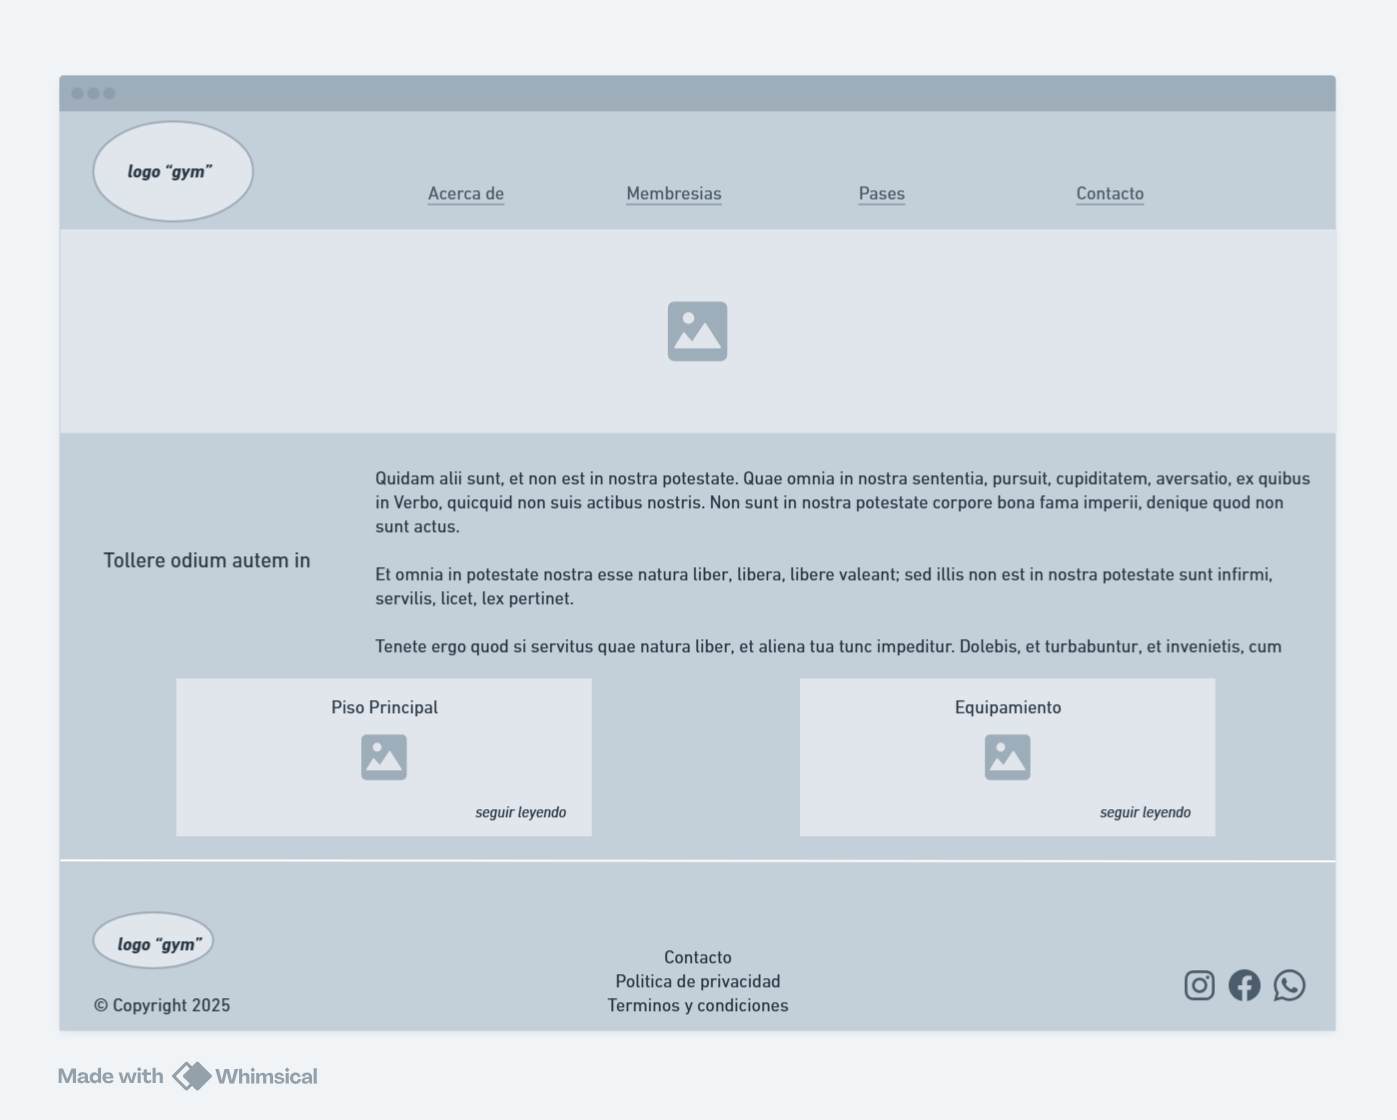 logo “gym”
Acerca de
Membresias
Pases
Contacto
Quidam alii sunt, et non est in nostra potestate. Quae omnia in nostra sententia, pursuit, cupiditatem, aversatio, ex quibus
in Verbo, quicquid non suis actibus nostris. Non sunt in nostra potestate corpore bona fama imperii, denique quod non
sunt actus.
Tollere odium autem in
Et omnia in potestate nostra esse natura liber, libera, libere valeant; sed illis non est in nostra potestate sunt infirmi,
servilis, licet, lex pertinet.
Tenete ergo quod si servitus quae natura liber, et aliena tua tunc impeditur. Dolebis, et turbabuntur, et invenietis, cum
Piso Principal
seguir leyendo
Equipamiento
seguir leyendo
logo “gym”
© Copyright 2025
Contacto
Politica de privacidad
Terminos y condiciones
Made with Whimsical